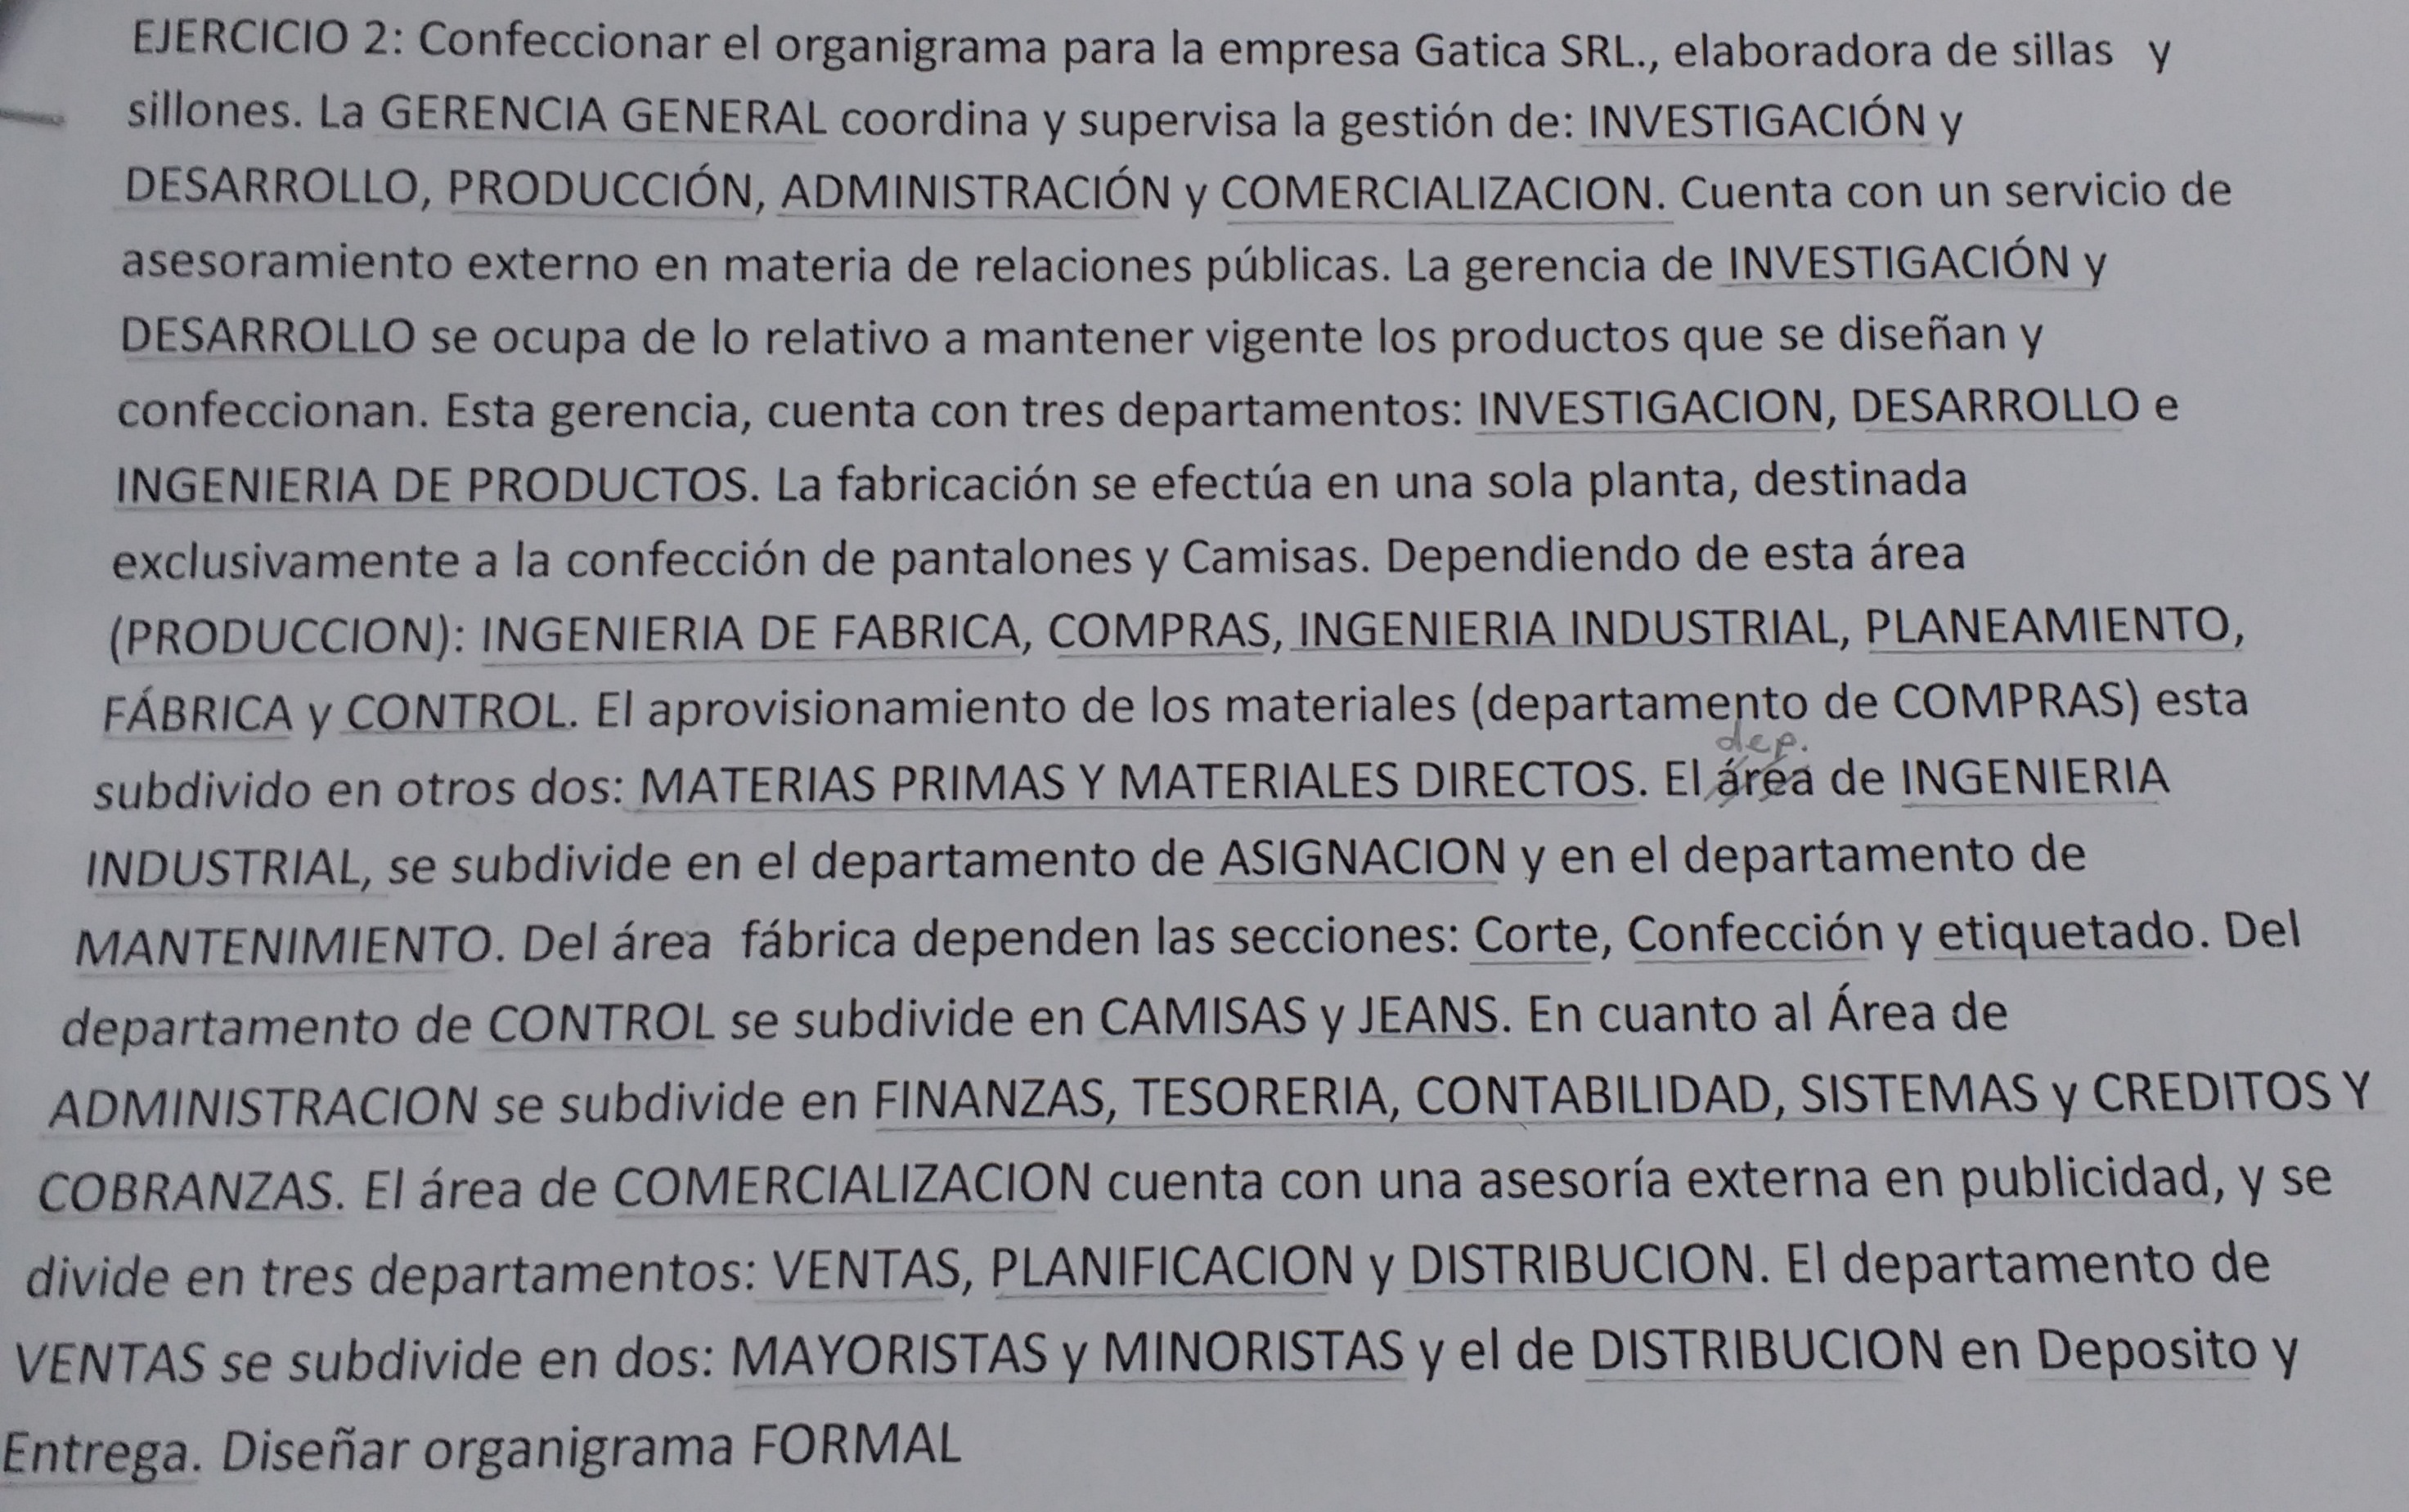 EJERCICIO 2: Confeccionar el organigrama para la empresa Gatica SRL., elaboradora de sillas y
sillones. La GERENCIA GENERAL coordina y supervisa la gestión de: INVESTIGACIÓN y
DESARROLLO, PRODUCCIÓN, ADMINISTRACIÓN y COMERCIALIZACION. Cuenta con un servicio de
asesoramiento externo en materia de relaciones públicas. La gerencia de INVESTIGACIÓN y
DESARROLLO se ocupa de lo relativo a mantener vigente los productos que se diseñan y
confeccionan. Esta gerencia, cuenta con tres departamentos: INVESTIGACION, DESARROLLO e
INGENIERIA DE PRODUCTOS. La fabricación se efectúa en una sola planta, destinada
exclusivamente a la confección de pantalones y Camisas. Dependiendo de esta área
(PRODUCCION): INGENIERIA DE FABRICA, COMPRAS, INGENIERIA INDUSTRIAL, PLANEAMIENTO,
FÁBRICA y CONTROL. El aprovisionamiento de los materiales (departamento de COMPRAS) esta
dep.
subdivido en otros dos: MATERIAS PRIMAS Y MATERIALES DIRECTOS. El área de INGENIERIA
INDUSTRIAL, se subdivide en el departamento de ASIGNACION y en el departamento de
MANTENIMIENTO. Del área fábrica dependen las secciones: Corte, Confección y etiquetado. Del
departamento de CONTROL se subdivide en CAMISAS y JEANS. En cuanto al Área de
ADMINISTRACION se subdivide en FINANZAS, TESORERIA, CONTABILIDAD, SISTEMAS y CREDITOS Y
COBRANZAS. El área de COMERCIALIZACION cuenta con una asesoría externa en publicidad, y se
divide en tres departamentos: VENTAS, PLANIFICACION y DISTRIBUCION. El departamento de
VENTAS se subdivide en dos: MAYORISTAS y MINORISTAS y el de DISTRIBUCION en Deposito y
Entrega. Diseñar organigrama FORMAL